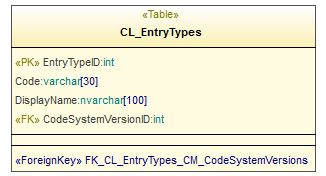 «Table»
CL_EntryTypes
«PK» EntryTypeID:int
Code:varchar[30]
DisplayName:nvarchar[100]
«FK» CodeSystemVersionID:int
«ForeignKey» FK_CL_EntryTypes_CM_CodeSystemVersions